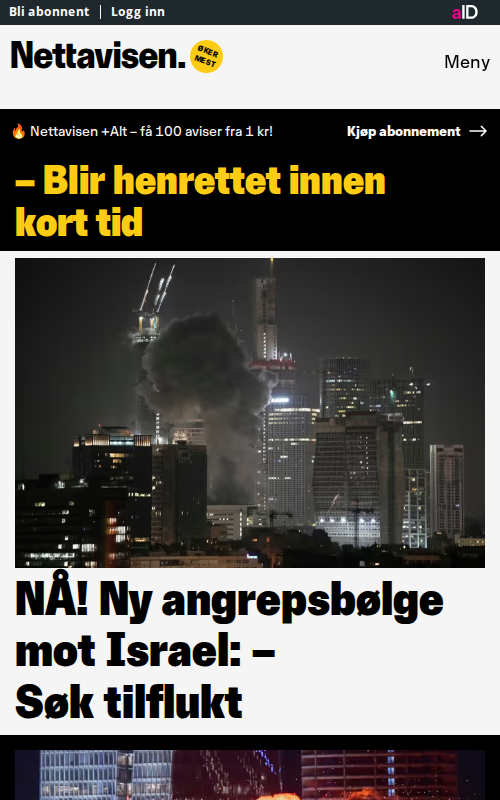 Bli abonnent
Logg inn
aID
Nettavisen.
ØKER
MEST
Meny
🔥 Nettavisen +Alt – få 100 aviser fra 1 kr!
Kjøp abonnement →
– Blir henrettet innen
kort tid
NÅ! Ny angrepsbølge
mot Israel: –
Søk tilflukt